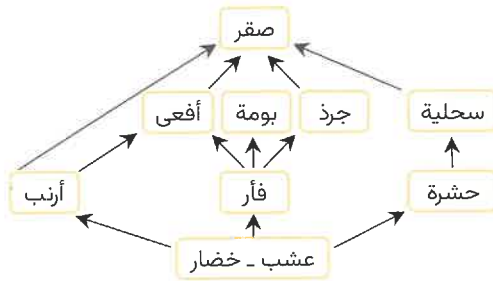 صقر
سحلية
جرذ
بومة
أفعى
حشرة
فأر
أرنب
عشب - خضار